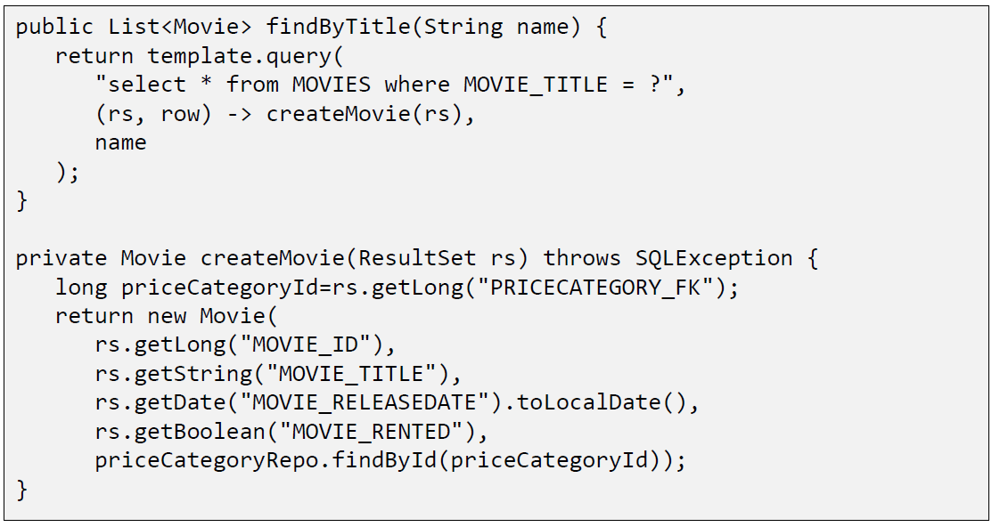 public List<Movie> findByTitle(String name) {
   return template.query(
      "select * from MOVIES where MOVIE_TITLE = ?",
      (rs, row) -> createMovie(rs),
      name
   );
}

private Movie createMovie(ResultSet rs) throws SQLException {
   long priceCategoryId=rs.getLong("PRICECATEGORY_FK");
   return new Movie(
      rs.getLong("MOVIE_ID"),
      rs.getString("MOVIE_TITLE"),
      rs.getDate("MOVIE_RELEASEDATE").toLocalDate(),
      rs.getBoolean("MOVIE_RENTED"),
      priceCategoryRepo.findById(priceCategoryId));
}